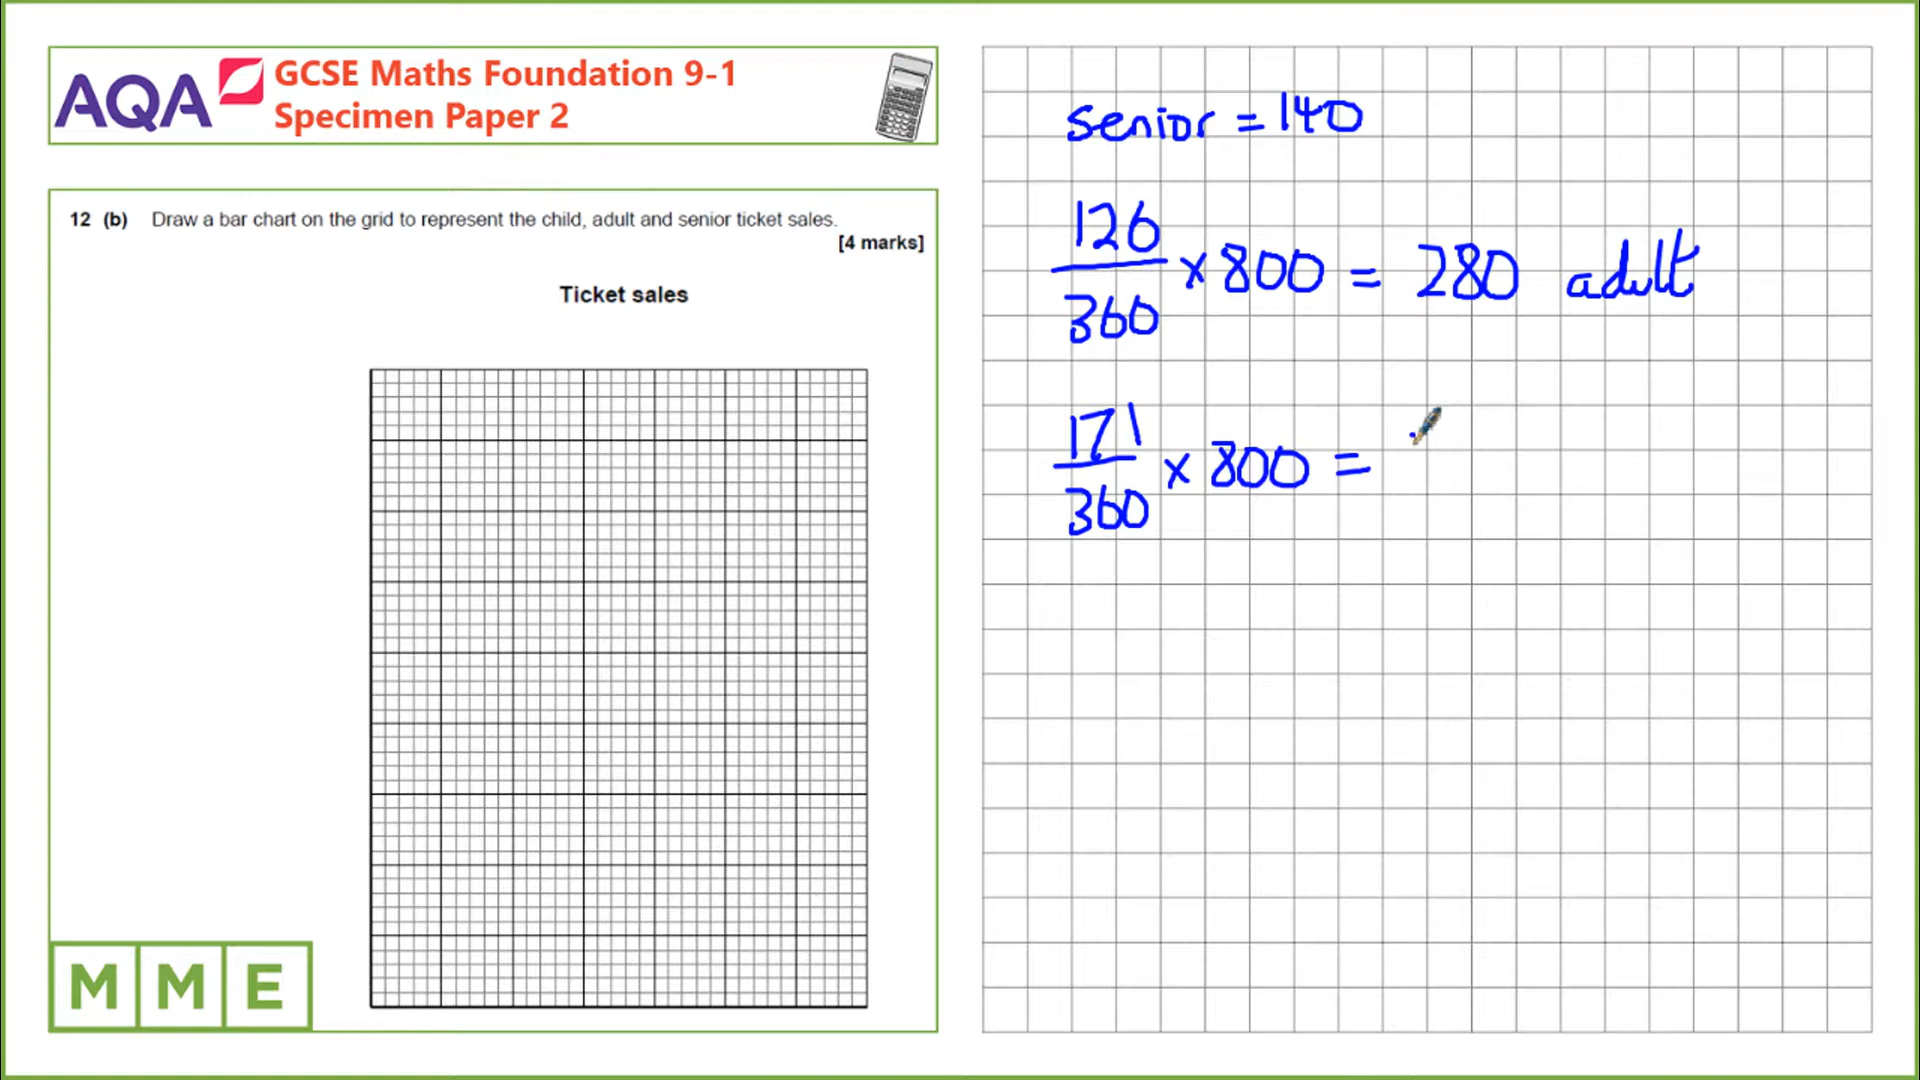 AQA
GCSE Maths Foundation 9-1
Specimen Paper 2
12 (b) Draw a bar chart on the grid to represent the child, adult and senior ticket sales.
[4 marks]
Ticket sales
MME
senior = 140
126/360 × 800 = 280 adult
171/360 × 800 =